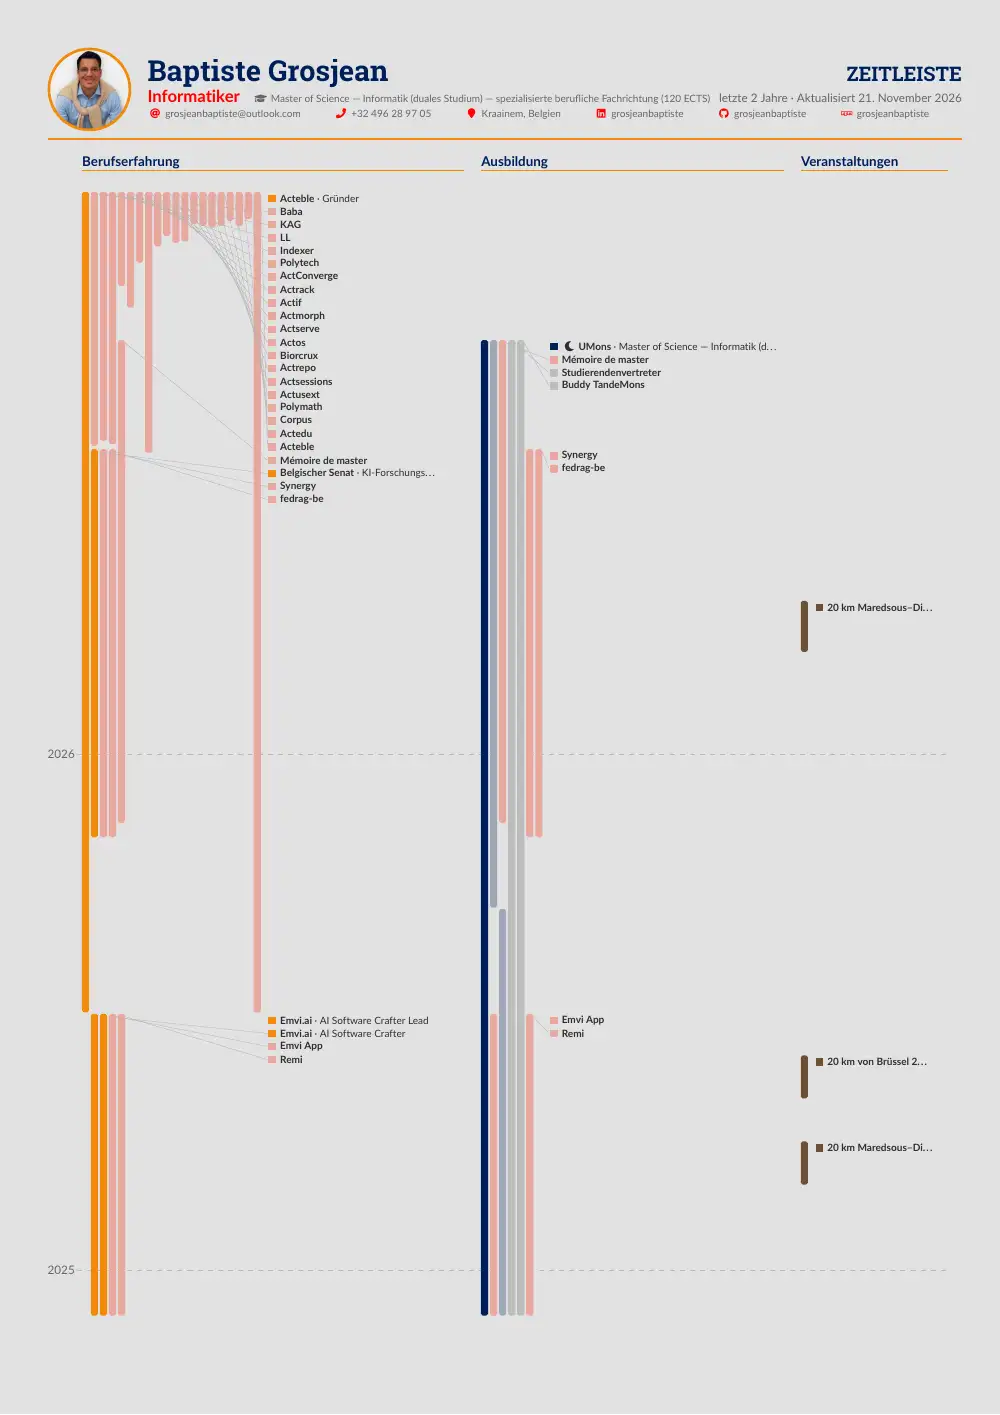 Baptiste Grosjean
ZEITLEISTE
Informatiker
Master of Science — Informatik (duales Studium) — spezialisierte berufliche Fachrichtung (120 ECTS)
letzte 2 Jahre · Aktualisiert 21. November 2026
grosjeanbaptiste@outlook.com
+32 496 28 97 05
Kraainem, Belgien
grosjeanbaptiste
grosjeanbaptiste
grosjeanbaptiste
Berufserfahrung
Acteble · Gründer
Baba
KAG
LL
Indexer
Polytech
ActConverge
Actrack
Actif
Actmorph
Actserve
Actos
Biorcrux
Actrepo
Actsessions
Actusext
Polymath
Corpus
Actedu
Acteble
Mémoire de master
Belgischer Senat · KI-Forschungs…
Synergy
fedrag-be
Emvi.ai · AI Software Crafter Lead
Emvi.ai · AI Software Crafter
Emvi App
Remi
Ausbildung
UMons · Master of Science — Informatik (d…
Mémoire de master
Studierendenvertreter
Buddy TandeMons
Synergy
fedrag-be
Emvi App
Remi
Veranstaltungen
20 km Maredsous–Di…
20 km von Brüssel 2…
20 km Maredsous–Di…
2026
2025